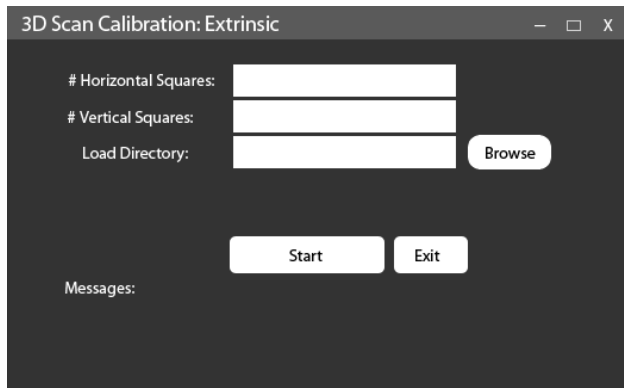 3D Scan Calibration: Extrinsic
# Horizontal Squares:
# Vertical Squares:
Load Directory: Browse
Start Exit
Messages: